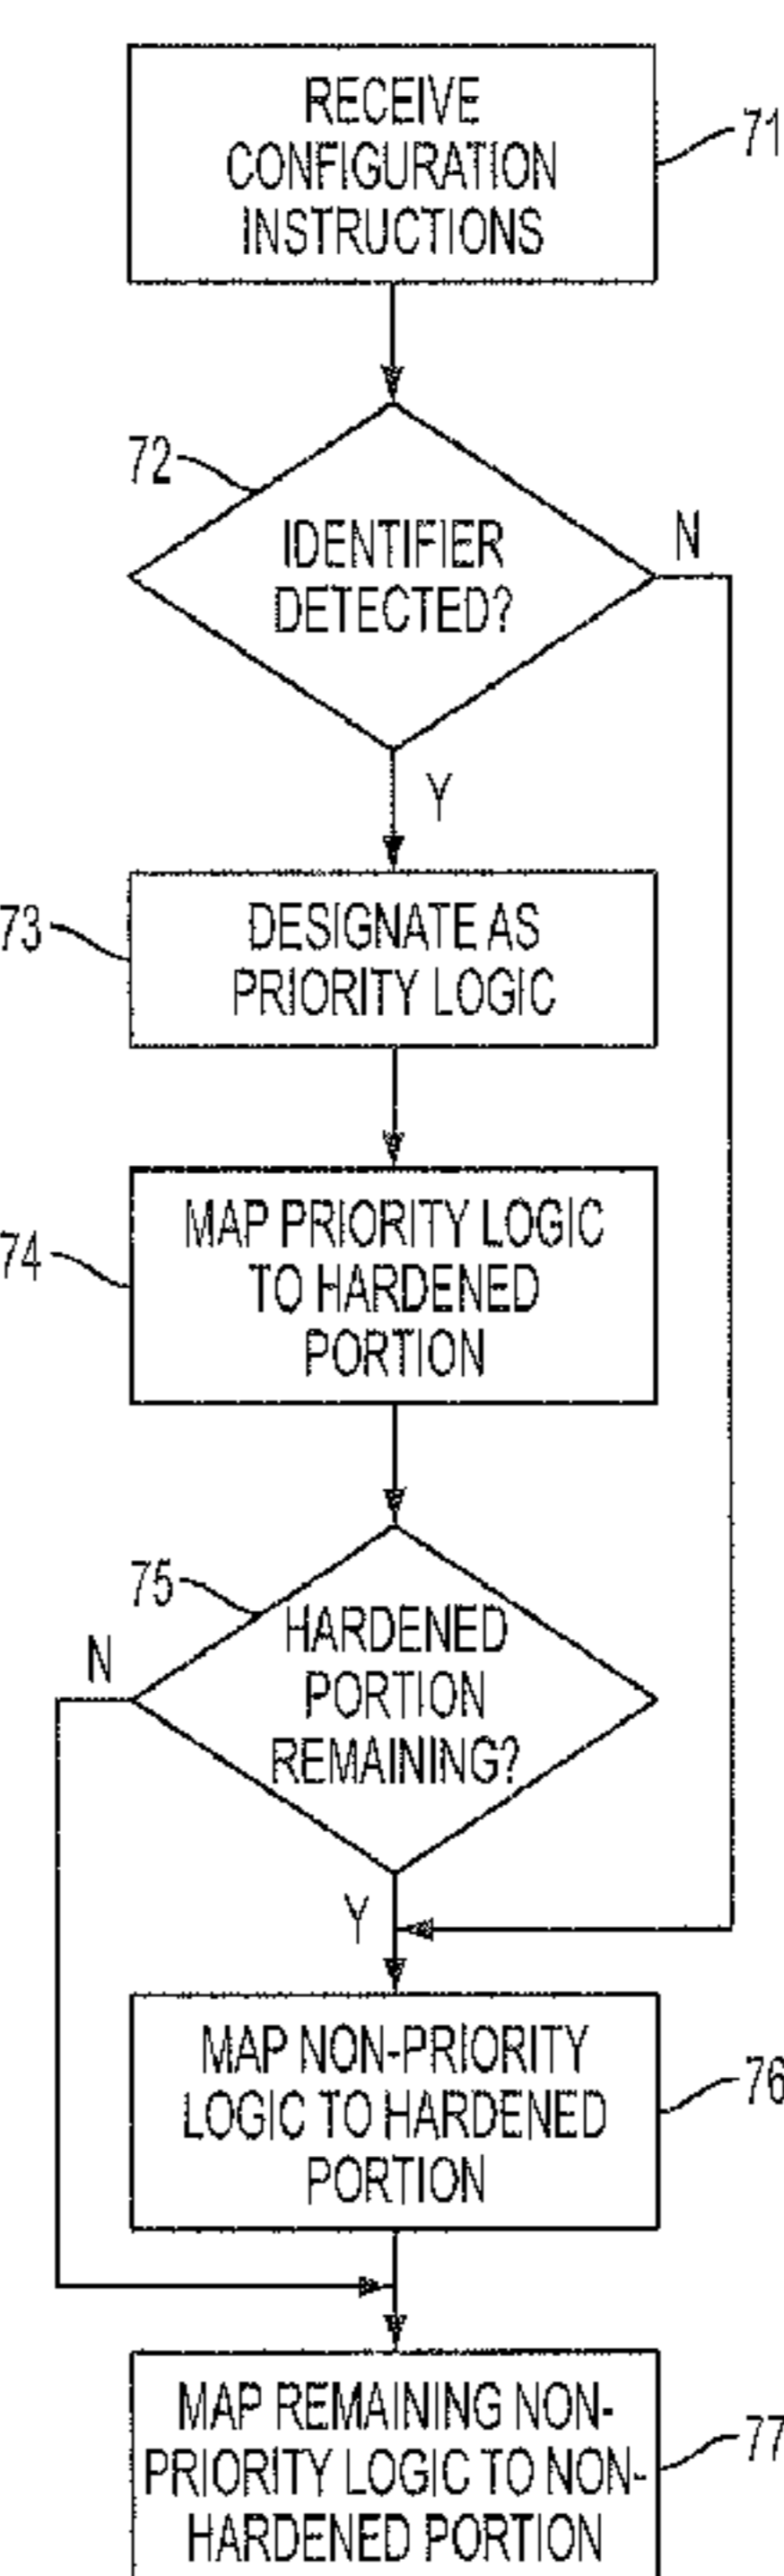 RECEIVE
CONFIGURATION
INSTRUCTIONS
71
72
IDENTIFIER
DETECTED?
N
Y
73
DESIGNATE AS
PRIORITY LOGIC
74
MAP PRIORITY LOGIC
TO HARDENED
PORTION
75
HARDENED
PORTION
REMAINING?
N
Y
MAP NON-PRIORITY
LOGIC TO HARDENED
PORTION
76
MAP REMAINING NON-
PRIORITY LOGIC TO NON-
HARDENED PORTION
77